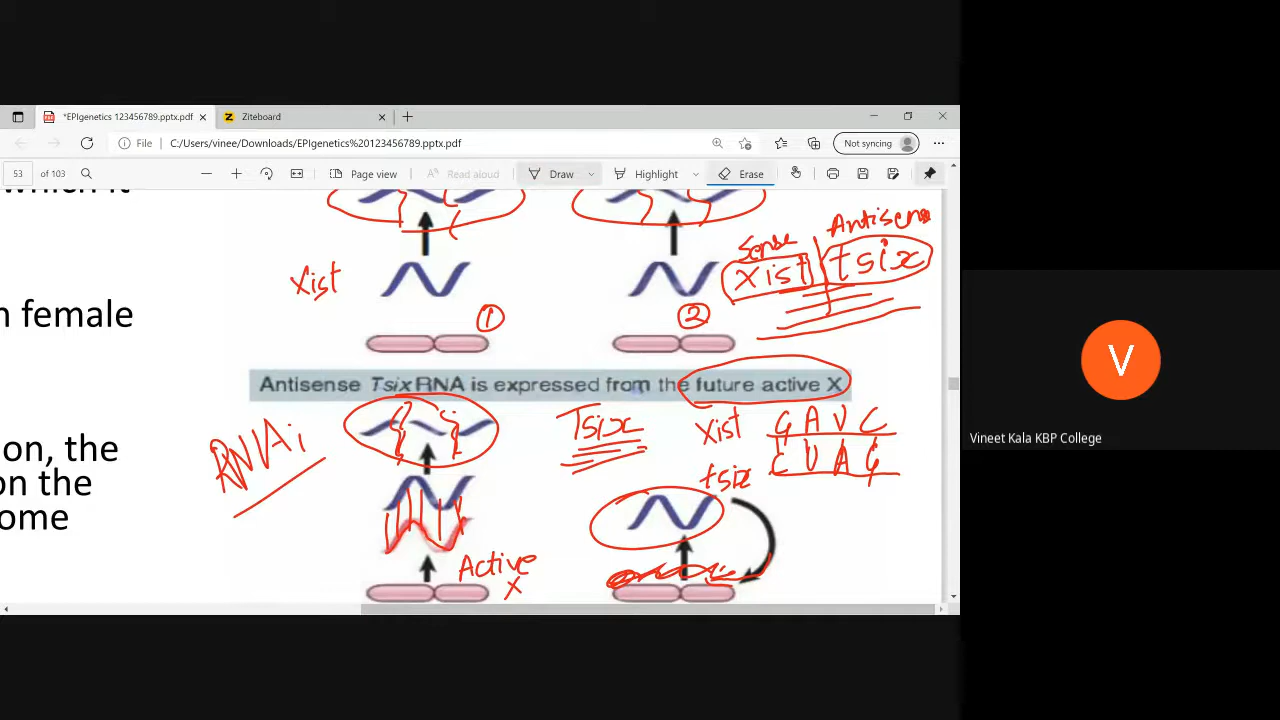 *EPIgenetics 123456789.pptx.pdf
Ziteboard
File
C:/Users/vinee/Downloads/EPIgenetics%20123456789.pptx.pdf
Not syncing
53 of 103
Page view
Read aloud
Draw
Highlight
Erase
which it
Antisense
Sense
Xist
xist
tsix
n female
1
2
Antisense Tsix RNA is expressed from the future active X
RNAi
Tsix
Xist
G A U C
C U A G
on, the
on the
ome
tsix
Active
X
V
Vineet Kala KBP College